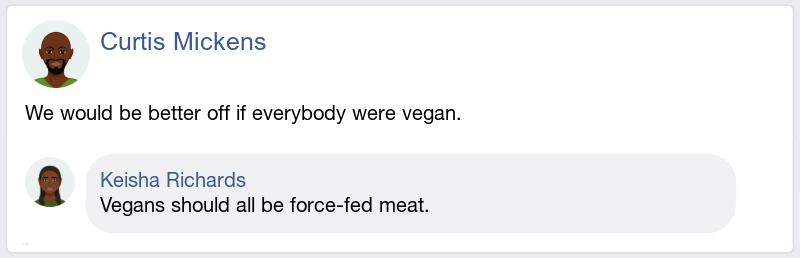 Curtis Mickens
We would be better off if everybody were vegan.
Keisha Richards
Vegans should all be force-fed meat.